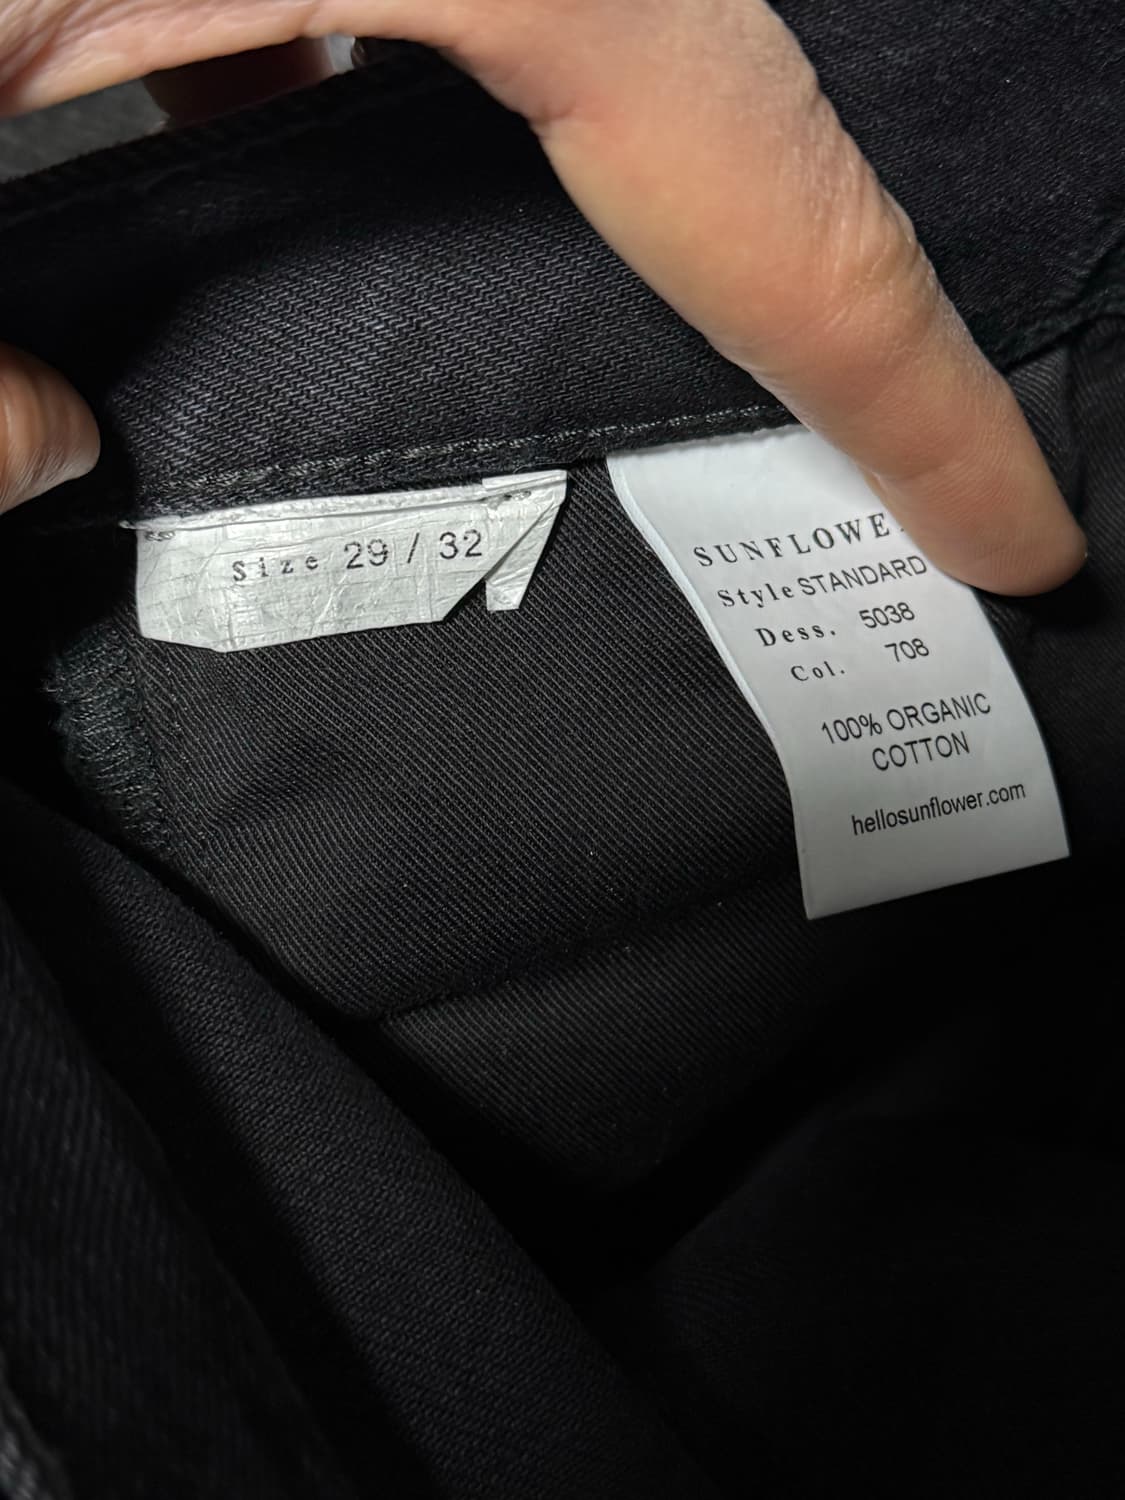 Size 29 / 32
SUNFLOWE
Style STANDARD
Dess. 5038
Col. 708
100% ORGANIC
COTTON
hellosunflower.com